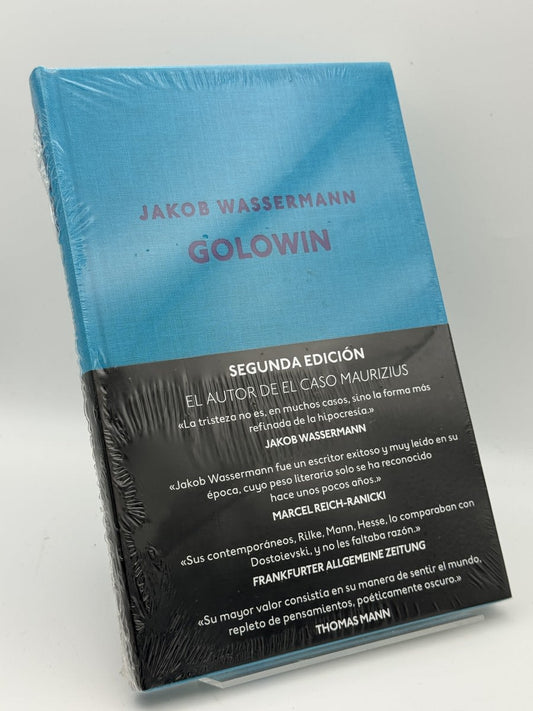 JAKOB WASSERMANN
GOLOWIN
SEGUNDA EDICIÓN
EL AUTOR DE EL CASO MAURIZIUS
«La tristeza no es, en muchos casos, sino la forma más
refinada de la hipocresía.»
JAKOB WASSERMANN
«Jakob Wassermann fue un escritor exitoso y muy leído en su
época, cuyo peso literario solo se ha reconocido
hace unos pocos años.»
MARCEL REICH-RANICKI
«Sus contemporáneos, Rilke, Mann, Hesse, lo comparaban con
Dostoievski, y no les faltaba razón.»
FRANKFURTER ALLGEMEINE ZEITUNG
«Su mayor valor consistía en su manera de sentir el mundo,
repleto de pensamientos, poéticamente oscuro.»
THOMAS MANN